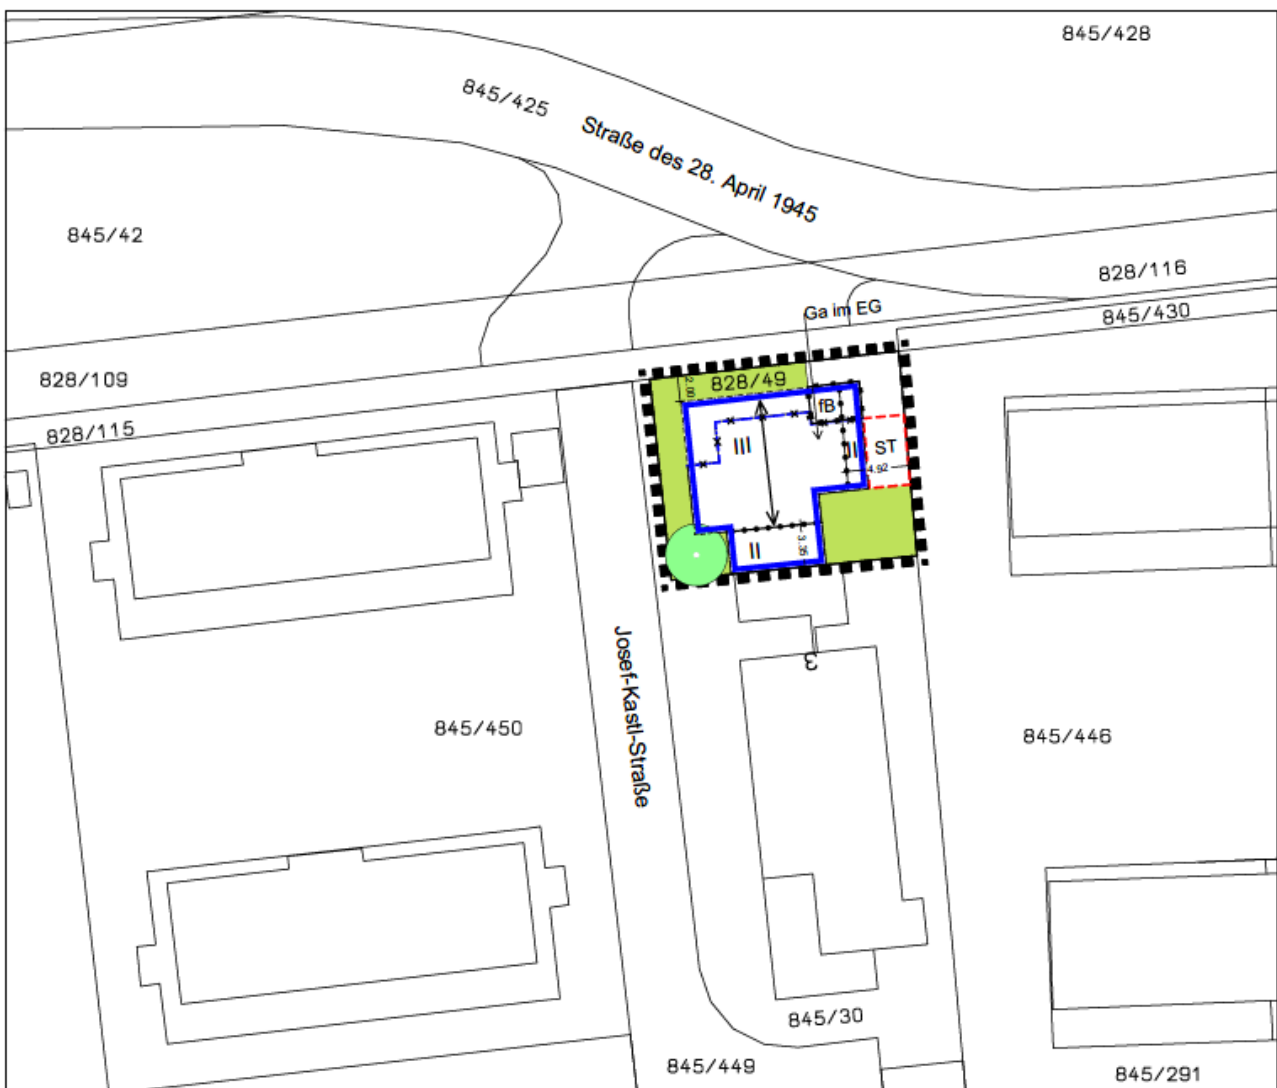 845/428
845/425
Straße des 28. April 1945
845/42
828/116
Ga im EG
845/430
828/109
2.00
828/49
fB
828/115
III
II
ST
4.92
II
3.35
Josef-Kastl-Straße
3
845/450
845/446
845/30
845/449
845/291